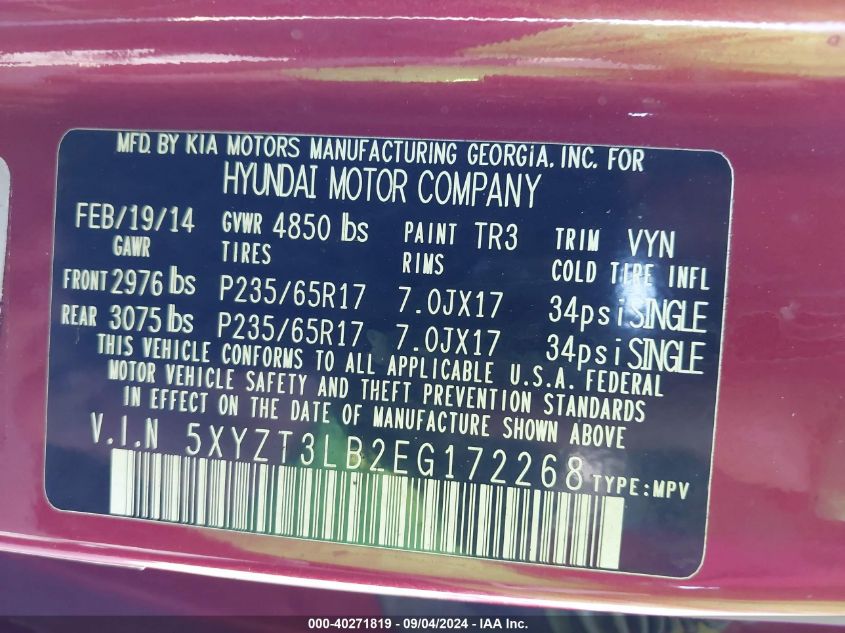 MFD. BY KIA MOTORS MANUFACTURING GEORGIA, INC. FOR
HYUNDAI MOTOR COMPANY
FEB/19/14 GVWR 4850 lbs PAINT TR3 TRIM VYN
GAWR TIRES RIMS COLD TIRE INFL
FRONT 2976 lbs P235/65R17 7.0JX17 34psi SINGLE
REAR 3075 lbs P235/65R17 7.0JX17 34psi SINGLE
THIS VEHICLE CONFORMS TO ALL APPLICABLE U.S.A. FEDERAL
MOTOR VEHICLE SAFETY AND THEFT PREVENTION STANDARDS
IN EFFECT ON THE DATE OF MANUFACTURE SHOWN ABOVE
V.I.N 5XYZT3LB2EG172268 TYPE:MPV
000-40271819 - 09/04/2024 - IAA Inc.